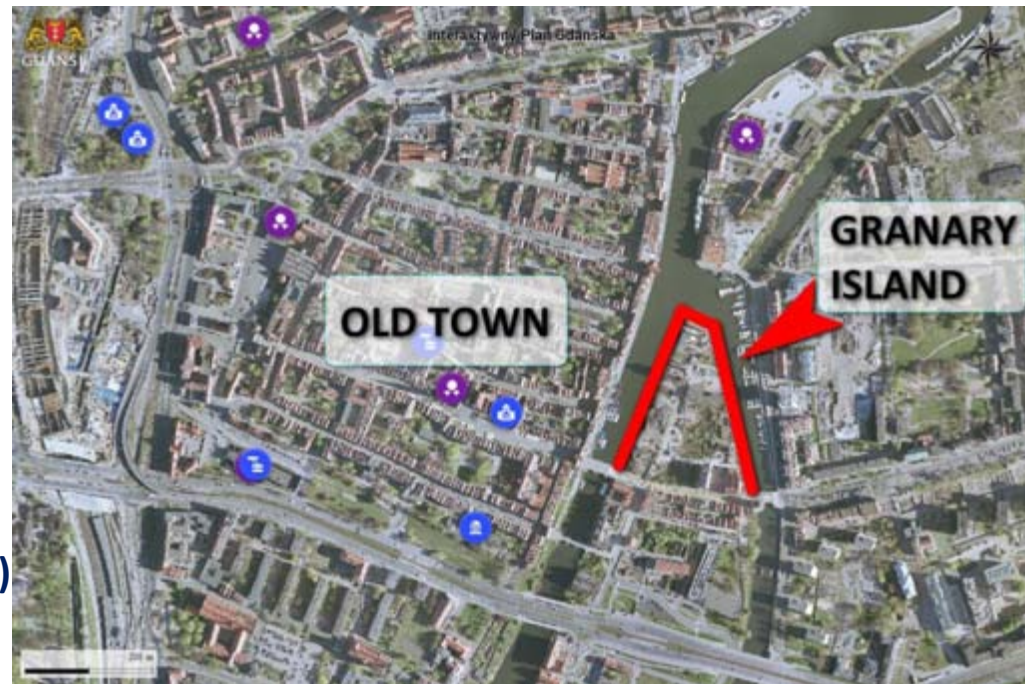 Interaktywny Plan Gdańska
GDAŃSK
GRANARY
ISLAND
OLD TOWN
)